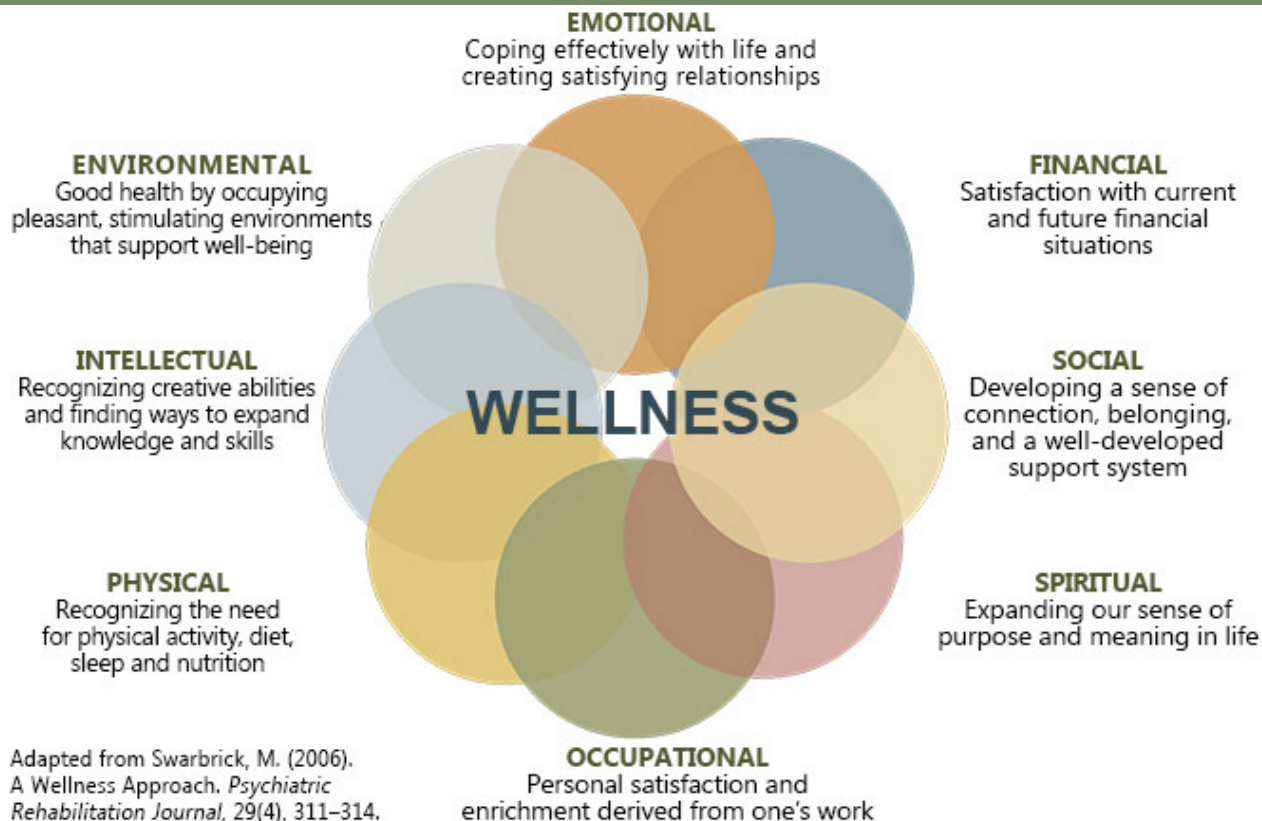 EMOTIONAL
Coping effectively with life and
creating satisfying relationships
ENVIRONMENTAL
Good health by occupying
pleasant, stimulating environments
that support well-being
FINANCIAL
Satisfaction with current
and future financial
situations
INTELLECTUAL
Recognizing creative abilities
and finding ways to expand
knowledge and skills
WELLNESS
SOCIAL
Developing a sense of
connection, belonging,
and a well-developed
support system
PHYSICAL
Recognizing the need
for physical activity, diet,
sleep and nutrition
SPIRITUAL
Expanding our sense of
purpose and meaning in life
Adapted from Swarbrick, M. (2006).
A Wellness Approach. Psychiatric
Rehabilitation Journal, 29(4), 311–314.
OCCUPATIONAL
Personal satisfaction and
enrichment derived from one’s work